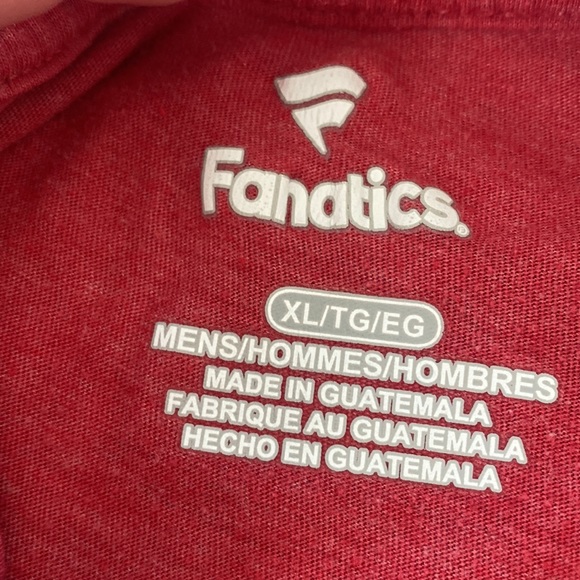 Fanatics®
XL/TG/EG
MENS/HOMMES/HOMBRES
MADE IN GUATEMALA
FABRIQUE AU GUATEMALA
HECHO EN GUATEMALA